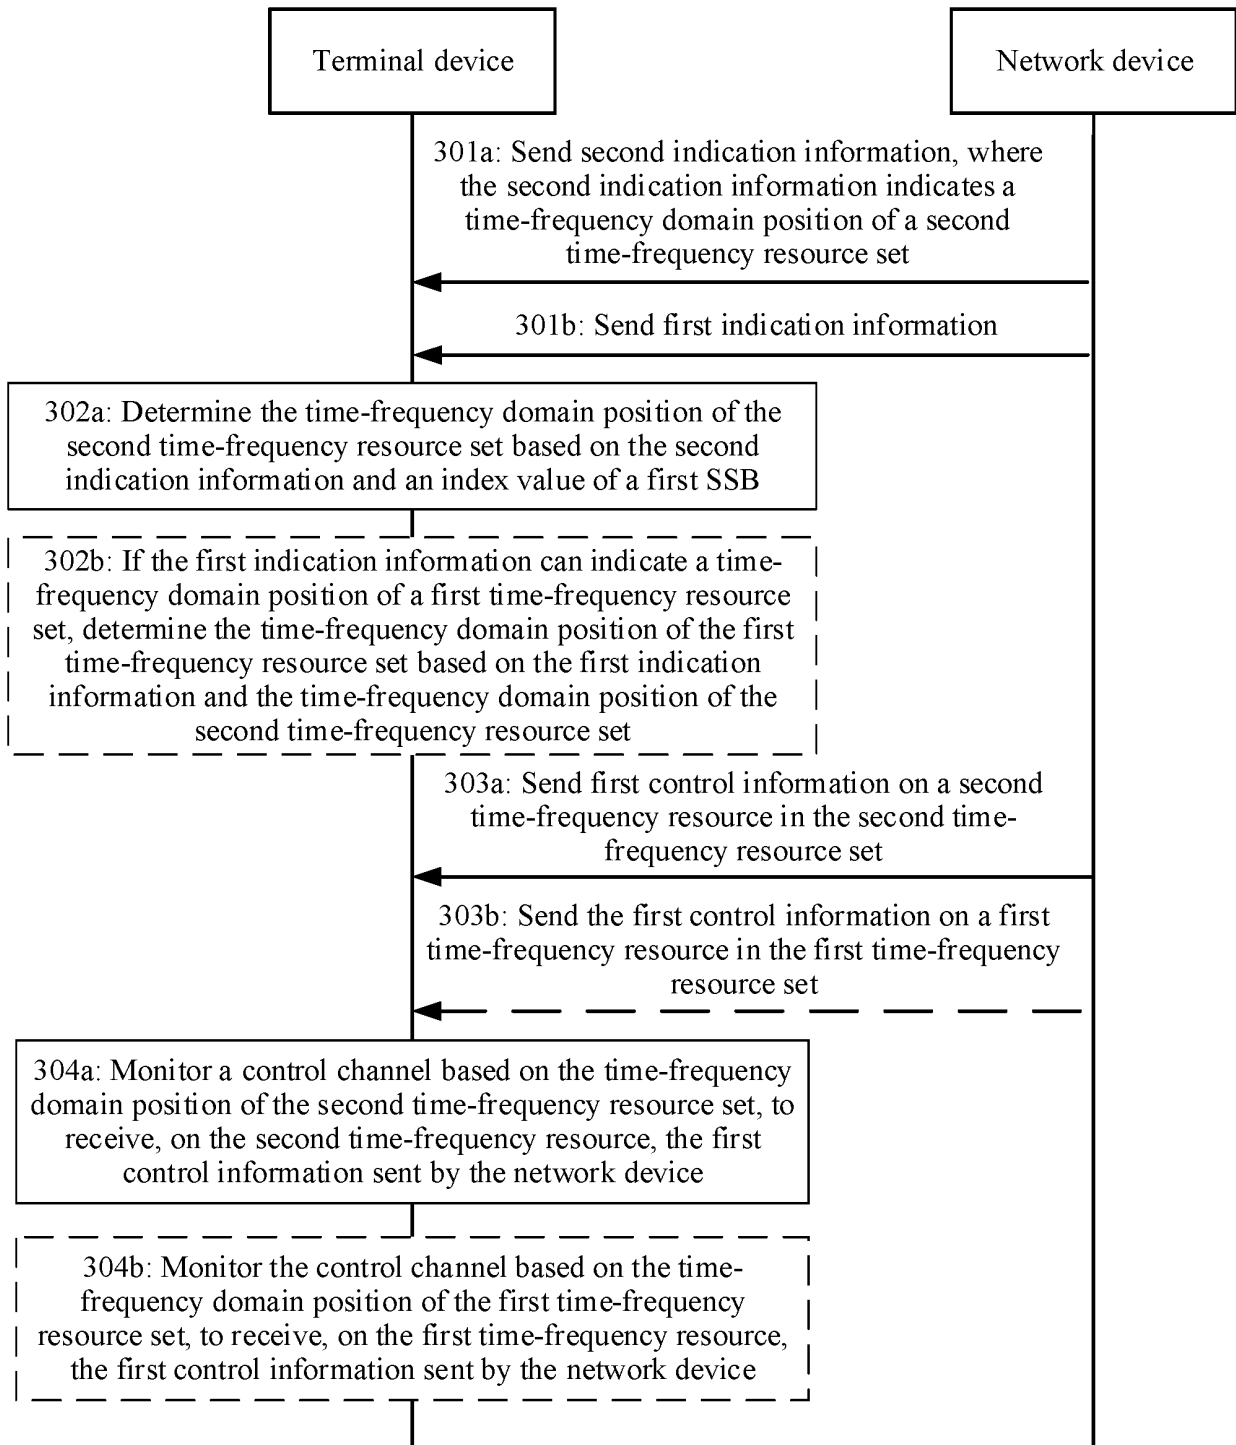 Terminal device
Network device
301a: Send second indication information, where
the second indication information indicates a
time-frequency domain position of a second
time-frequency resource set
301b: Send first indication information
302a: Determine the time-frequency domain position of the
second time-frequency resource set based on the second
indication information and an index value of a first SSB
302b: If the first indication information can indicate a time-
frequency domain position of a first time-frequency resource
set, determine the time-frequency domain position of the first
time-frequency resource set based on the first indication
information and the time-frequency domain position of the
second time-frequency resource set
303a: Send first control information on a second
time-frequency resource in the second time-
frequency resource set
303b: Send the first control information on a first
time-frequency resource in the first time-frequency
resource set
304a: Monitor a control channel based on the time-frequency
domain position of the second time-frequency resource set, to
receive, on the second time-frequency resource, the first
control information sent by the network device
304b: Monitor the control channel based on the time-
frequency domain position of the first time-frequency
resource set, to receive, on the first time-frequency resource,
the first control information sent by the network device